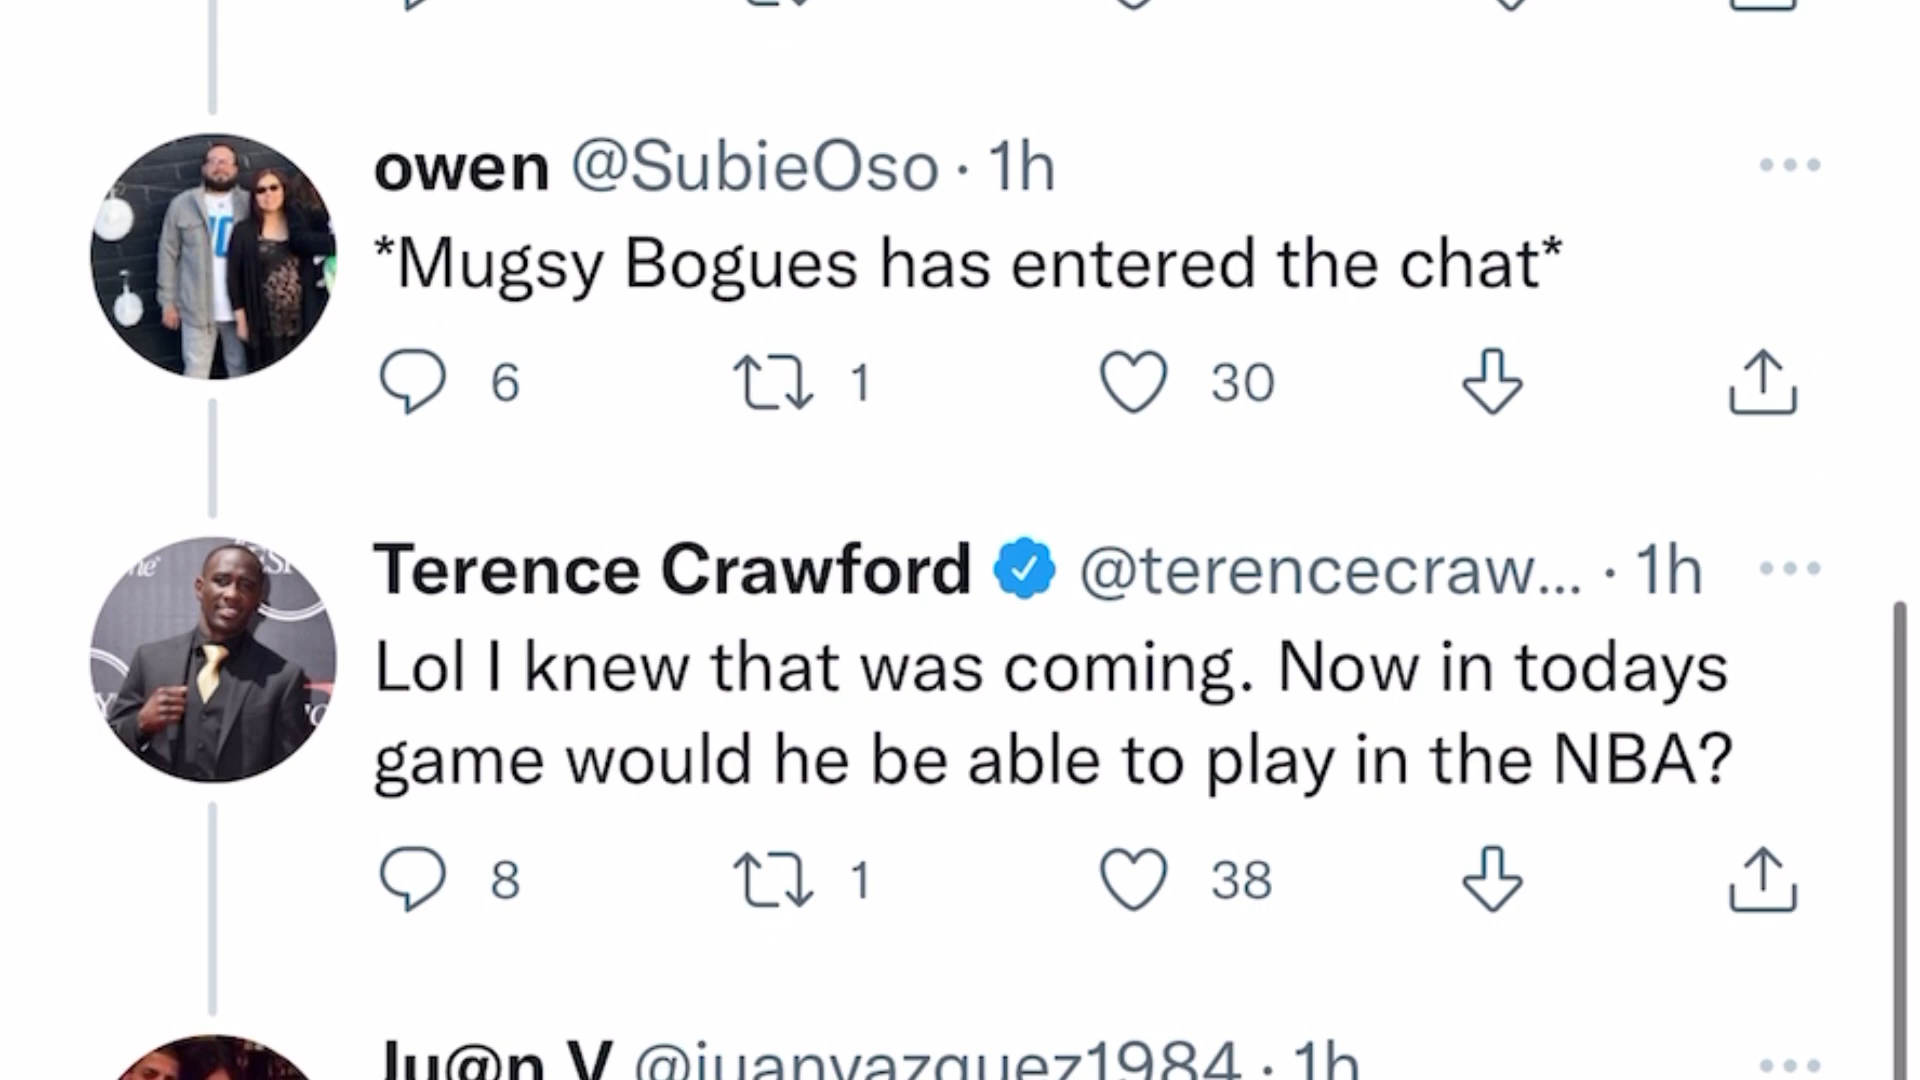 owen @SubieOso · 1h
*Mugsy Bogues has entered the chat*
6 1 30
Terence Crawford @terencecraw... · 1h
Lol I knew that was coming. Now in todays
game would he be able to play in the NBA?
8 1 38
Ju@n V @juanvazquez1984 · 1h